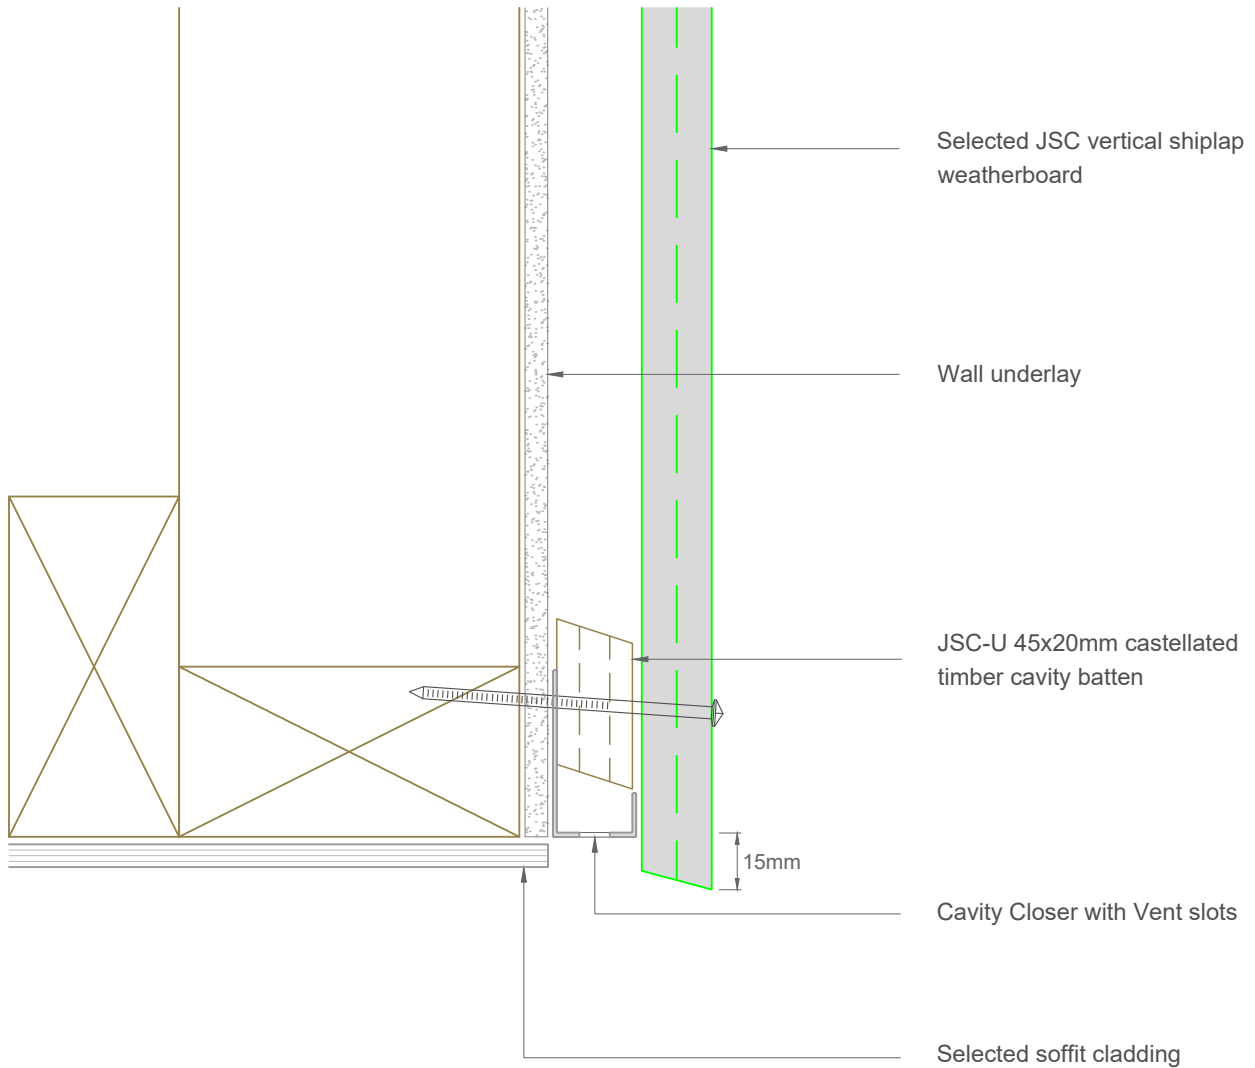 Selected JSC vertical shiplap
weatherboard
Wall underlay
JSC-U 45x20mm castellated
timber cavity batten
15mm
Cavity Closer with Vent slots
Selected soffit cladding